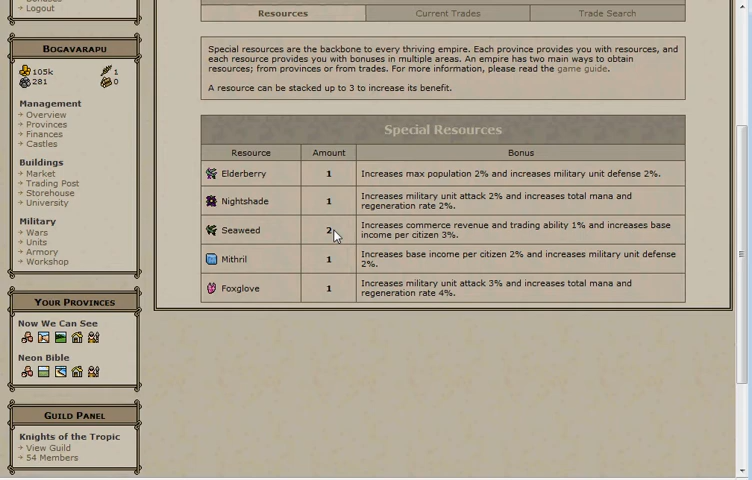 Logout
Resources
Current Trades
Trade Search
BOGAVARAPU
105k
1
281
0
Management
Overview
Provinces
Finances
Castles
Buildings
Market
Trading Post
Storehouse
University
Military
Wars
Units
Armory
Workshop
YOUR PROVINCES
Now We Can See
Neon Bible
GUILD PANEL
Knights of the Tropic
View Guild
54 Members
Special resources are the backbone to every thriving empire. Each province provides you with resources, and
each resource provides you with bonuses in multiple areas. An empire has two main ways to obtain
resources; from provinces or from trades. For more information, please read the game guide.
A resource can be stacked up to 3 to increase its benefit.
Special Resources
Resource
Amount
Bonus
Elderberry
1
Increases max population 2% and increases military unit defense 2%.
Nightshade
1
Increases military unit attack 2% and increases total mana and
regeneration rate 2%.
Seaweed
2
Increases commerce revenue and trading ability 1% and increases base
income per citizen 3%.
Mithril
1
Increases base income per citizen 2% and increases military unit defense
2%.
Foxglove
1
Increases military unit attack 3% and increases total mana and
regeneration rate 4%.